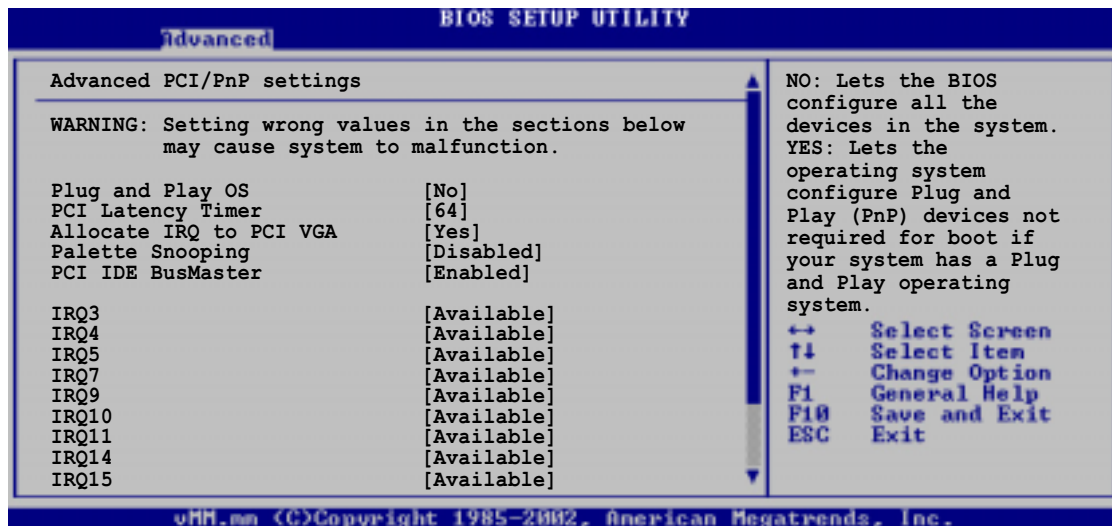 BIOS SETUP UTILITY
Advanced
Advanced PCI/PnP settings
WARNING: Setting wrong values in the sections below
may cause system to malfunction.
Plug and Play OS [No]
PCI Latency Timer [64]
Allocate IRQ to PCI VGA [Yes]
Palette Snooping [Disabled]
PCI IDE BusMaster [Enabled]
IRQ3 [Available]
IRQ4 [Available]
IRQ5 [Available]
IRQ7 [Available]
IRQ9 [Available]
IRQ10 [Available]
IRQ11 [Available]
IRQ14 [Available]
IRQ15 [Available]
NO: Lets the BIOS
configure all the
devices in the system.
YES: Lets the
operating system
configure Plug and
Play (PnP) devices not
required for boot if
your system has a Plug
and Play operating
system.
←→ Select Screen
↑↓ Select Item
+- Change Option
F1 General Help
F10 Save and Exit
ESC Exit
vMM.mm (C)Copyright 1985-2002, American Megatrends, Inc.